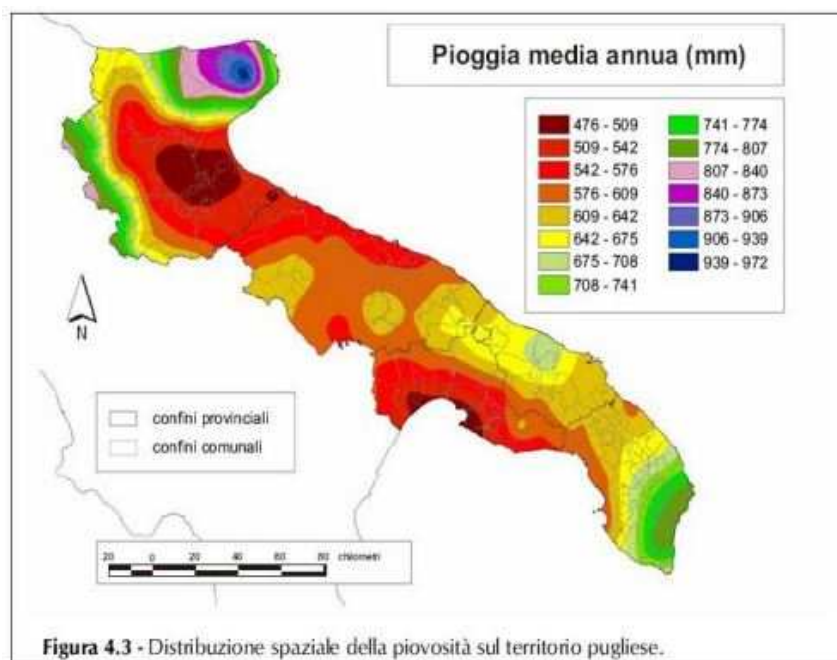 Pioggia media annua (mm)
476 - 509
509 - 542
542 - 576
576 - 609
609 - 642
642 - 675
675 - 708
708 - 741
741 - 774
774 - 807
807 - 840
840 - 873
873 - 906
906 - 939
939 - 972
N
confini provinciali
confini comunali
20 0 20 40 60 80 chilometri
Figura 4.3 - Distribuzione spaziale della piovosità sul territorio pugliese.